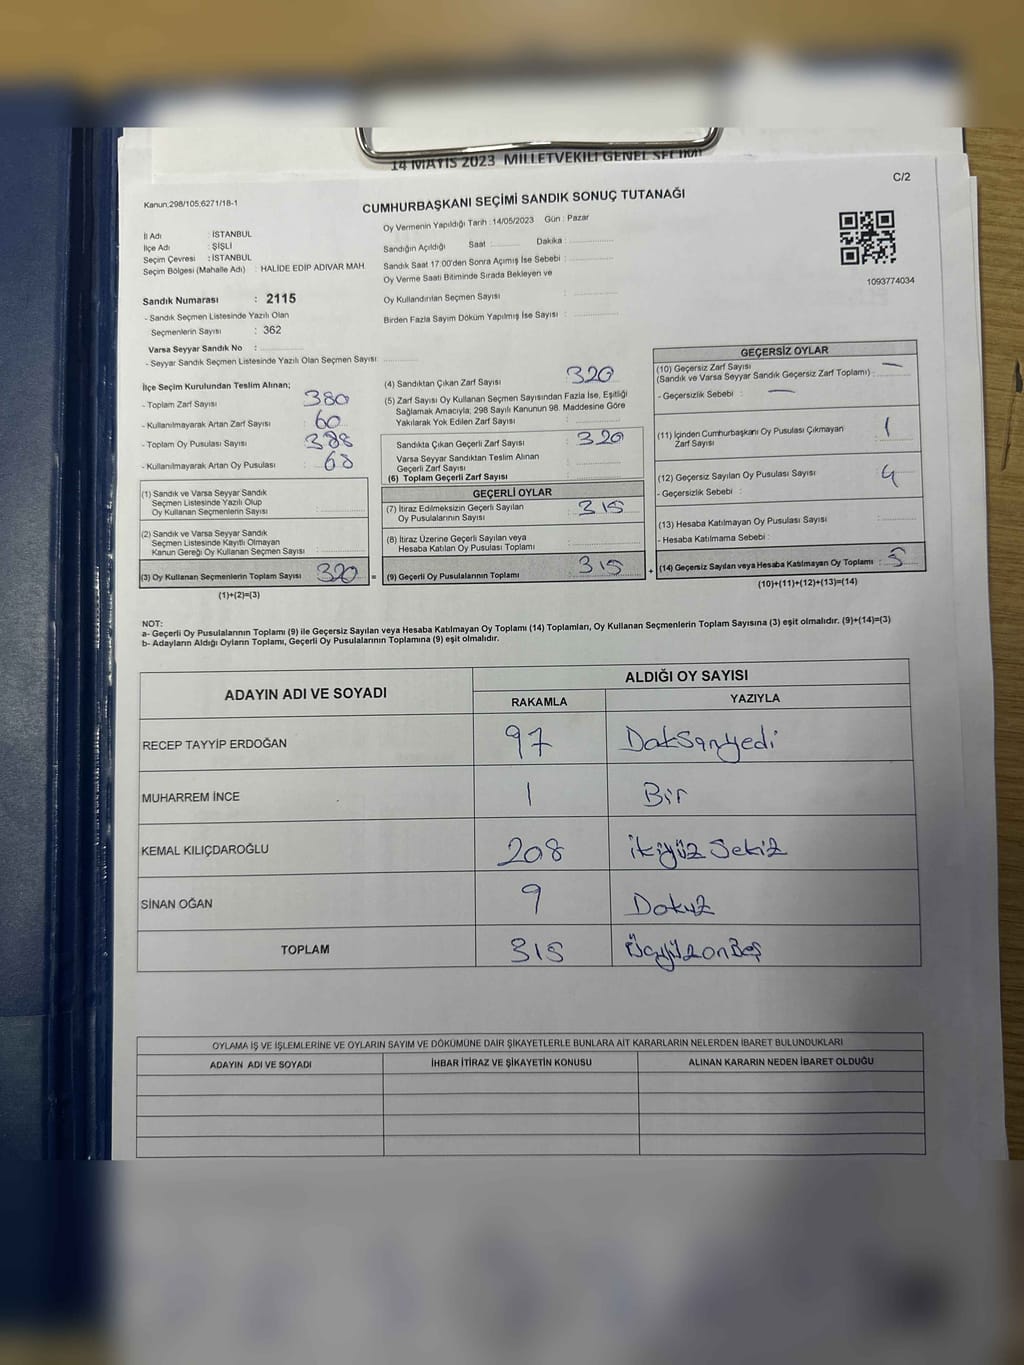 14 MAYIS 2023 MİLLETVEKİLİ GENEL SEÇİMİ
C/2
Kanun,298/105,6271/18-1
CUMHURBAŞKANI SEÇİMİ SANDIK SONUÇ TUTANAĞI
Oy Vermenin Yapıldığı Tarih : 14/05/2023 Gün : Pazar
İl Adı : İSTANBUL
İlçe Adı : ŞİŞLİ
Seçim Çevresi : İSTANBUL
Seçim Bölgesi (Mahalle Adı) : HALİDE EDİP ADIVAR MAH
Sandık Numarası : 2115
- Sandık Seçmen Listesinde Yazılı Olan
Seçmenlerin Sayısı : 362
Varsa Seyyar Sandık No :
- Seyyar Sandık Seçmen Listesinde Yazılı Olan Seçmen Sayısı :
Sandığın Açıldığı Saat : Dakika :
Sandık Saat 17:00'den Sonra Açımış İse Sebebi :
Oy Verme Saati Bitiminde Sırada Bekleyen ve
Oy Kullandırılan Seçmen Sayısı :
Birden Fazla Sayım Döküm Yapılmış İse Sayısı :
1093774034
İlçe Seçim Kurulundan Teslim Alınan;
- Toplam Zarf Sayısı : 380
- Kullanılmayarak Artan Zarf Sayısı : 60
- Toplam Oy Pusulası Sayısı : 388
- Kullanılmayarak Artan Oy Pusulası : 68
(1) Sandık ve Varsa Seyyar Sandık
Seçmen Listesinde Yazılı Olup
Oy Kullanan Seçmenlerin Sayısı :
(2) Sandık ve Varsa Seyyar Sandık
Seçmen Listesinde Kayıtlı Olmayan
Kanun Gereği Oy Kullanan Seçmen Sayısı :
(3) Oy Kullanan Seçmenlerin Toplam Sayısı : 320 =
(1)+(2)=(3)
(4) Sandıktan Çıkan Zarf Sayısı : 320
(5) Zarf Sayısı Oy Kullanan Seçmen Sayısından Fazla İse, Eşitliği
Sağlamak Amacıyla; 298 Sayılı Kanunun 98. Maddesine Göre
Yakılarak Yok Edilen Zarf Sayısı :
Sandıkta Çıkan Geçerli Zarf Sayısı : 320
Varsa Seyyar Sandıktan Teslim Alınan
Geçerli Zarf Sayısı :
(6) Toplam Geçerli Zarf Sayısı :
GEÇERLİ OYLAR
(7) İtiraz Edilmeksizin Geçerli Sayılan
Oy Pusulalarının Sayısı : 315
(8) İtiraz Üzerine Geçerli Sayılan veya
Hesaba Katılan Oy Pusulası Toplamı :
(9) Geçerli Oy Pusulalarının Toplamı : 315 +
GEÇERSİZ OYLAR
(10) Geçersiz Zarf Sayısı
(Sandık ve Varsa Seyyar Sandık Geçersiz Zarf Toplamı) : —
- Geçersizlik Sebebi : —
(11) İçinden Cumhurbaşkanı Oy Pusulası Çıkmayan
Zarf Sayısı : 1
(12) Geçersiz Sayılan Oy Pusulası Sayısı : 4
- Geçersizlik Sebebi :
(13) Hesaba Katılmayan Oy Pusulası Sayısı :
- Hesaba Katılmama Sebebi :
(14) Geçersiz Sayılan veya Hesaba Katılmayan Oy Toplamı : 5
(10)+(11)+(12)+(13)=(14)
NOT:
a- Geçerli Oy Pusulalarının Toplamı (9) ile Geçersiz Sayılan veya Hesaba Katılmayan Oy Toplamı (14) Toplamları, Oy Kullanan Seçmenlerin Toplam Sayısına (3) eşit olmalıdır. (9)+(14)=(3)
b- Adayların Aldığı Oyların Toplamı, Geçerli Oy Pusulalarının Toplamına (9) eşit olmalıdır.
ADAYIN ADI VE SOYADI
ALDIĞI OY SAYISI
RAKAMLA YAZIYLA
RECEP TAYYİP ERDOĞAN 97 Doksanyedi
MUHARREM İNCE 1 Bir
KEMAL KILIÇDAROĞLU 208 ikiyüz Sekiz
SİNAN OĞAN 9 Dokuz
TOPLAM 315 ÜçyüzonBeş
OYLAMA İŞ VE İŞLEMLERİNE VE OYLARIN SAYIM VE DÖKÜMÜNE DAİR ŞİKAYETLERLE BUNLARA AİT KARARLARIN NELERDEN İBARET BULUNDUKLARI
ADAYIN ADI VE SOYADI İHBAR İTİRAZ VE ŞİKAYETİN KONUSU ALINAN KARARIN NEDEN İBARET OLDUĞU